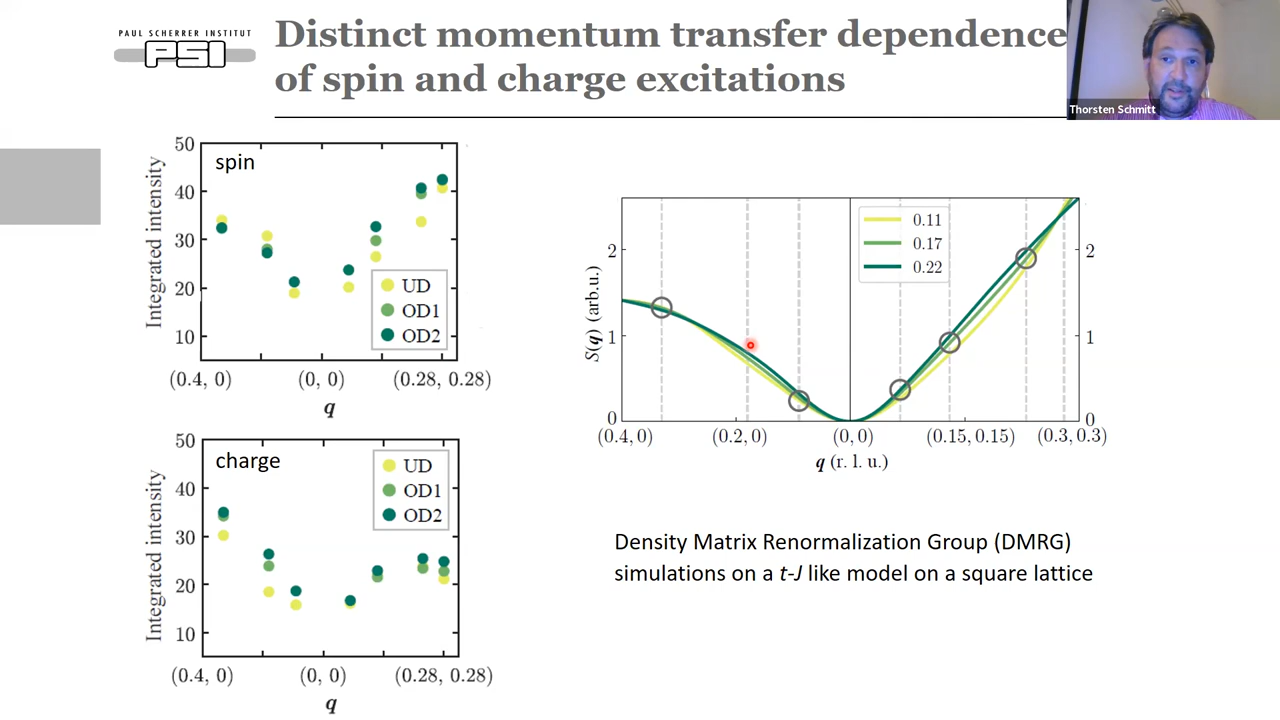 PAUL SCHERRER INSTITUT
PSI
Distinct momentum transfer dependence
of spin and charge excitations
Thorsten Schmitt
spin
50
40
30
20
10
Integrated intensity
UD
OD1
OD2
(0.4, 0)
(0, 0)
(0.28, 0.28)
q
charge
50
40
30
20
10
Integrated intensity
UD
OD1
OD2
(0.4, 0)
(0, 0)
(0.28, 0.28)
q
0.11
0.17
0.22
2
1
0
S(q) (arb.u.)
2
1
0
(0.4, 0)
(0.2, 0)
(0, 0)
(0.15, 0.15)
(0.3, 0.3)
q (r. l. u.)
Density Matrix Renormalization Group (DMRG)
simulations on a t-J like model on a square lattice